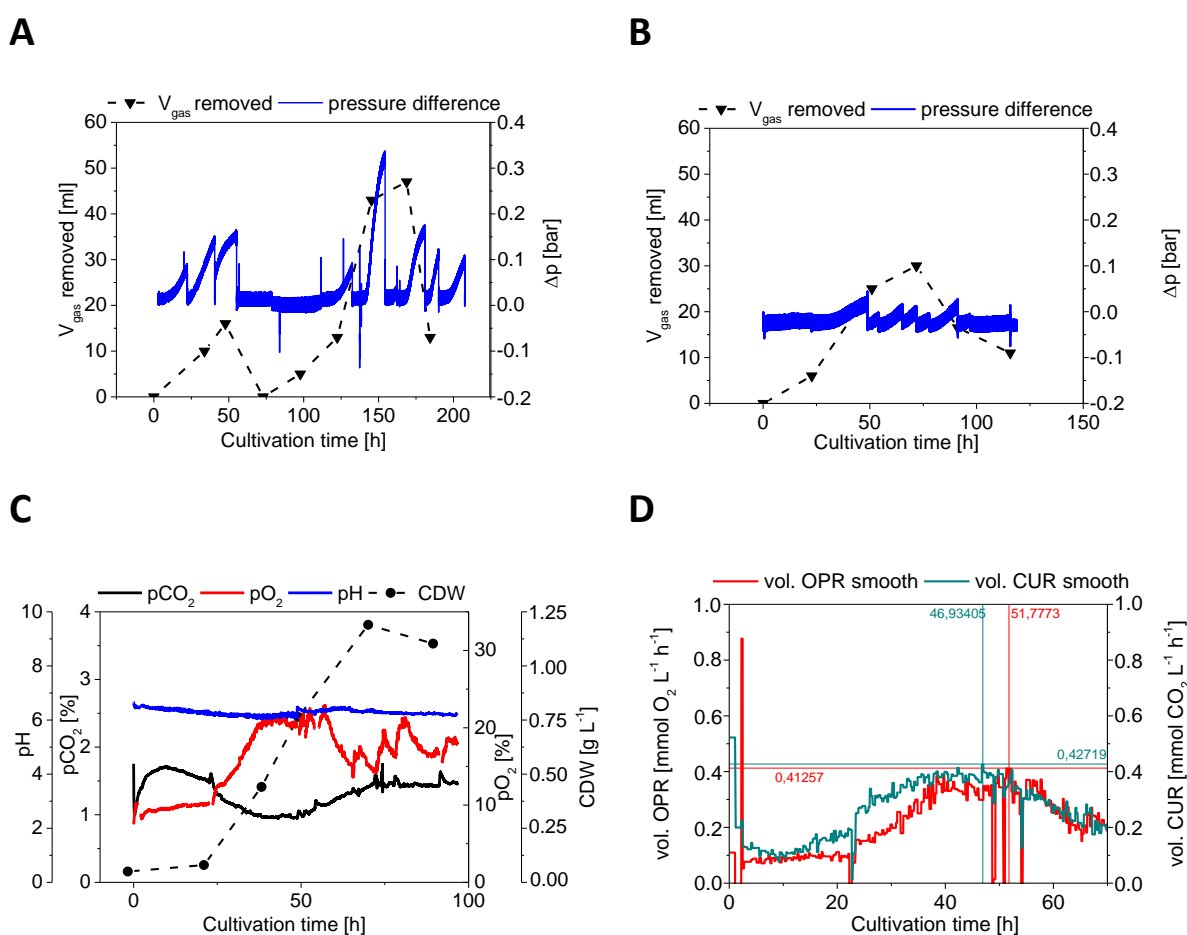 A
V_gas removed pressure difference
60
50
40
30
20
10
0
V_gas removed [ml]
0.4
0.3
0.2
0.1
0.0
-0.1
-0.2
Δp [bar]
0 50 100 150 200
Cultivation time [h]
B
V_gas removed pressure difference
60
50
40
30
20
10
0
V_gas removed [ml]
0.4
0.3
0.2
0.1
0.0
-0.1
-0.2
Δp [bar]
0 50 100 150
Cultivation time [h]
C
pCO₂ pO₂ pH CDW
10
8
6
4
2
0
pH
4
3
2
1
0
pCO₂ [%]
30
20
10
0
pO₂ [%]
1.25
1.00
0.75
0.50
0.25
0.00
CDW [g L⁻¹]
0 50 100
Cultivation time [h]
D
vol. OPR smooth vol. CUR smooth
1.0
0.8
0.6
0.4
0.2
0.0
vol. OPR [mmol O₂ L⁻¹ h⁻¹]
46,93405 51,7773
0,42719
0,41257
1.0
0.8
0.6
0.4
0.2
0.0
vol. CUR [mmol CO₂ L⁻¹ h⁻¹]
0 20 40 60
Cultivation time [h]